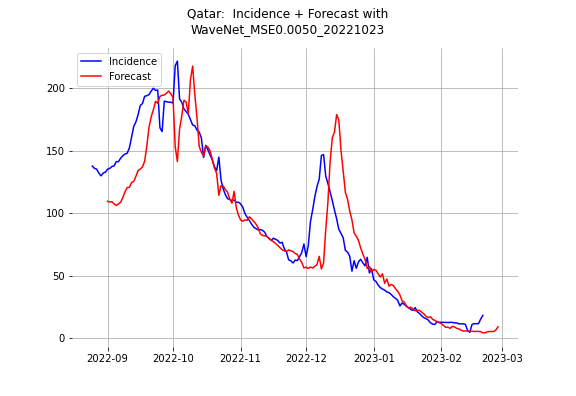 Qatar:  Incidence + Forecast with
WaveNet_MSE0.0050_20221023
Incidence
Forecast
200
150
100
50
0
2022-09 2022-10 2022-11 2022-12 2023-01 2023-02 2023-03